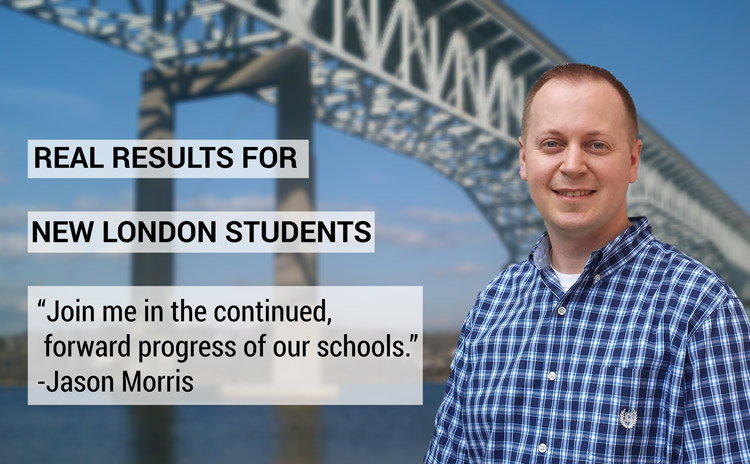 REAL RESULTS FOR
NEW LONDON STUDENTS
“Join me in the continued,
forward progress of our schools.”
-Jason Morris